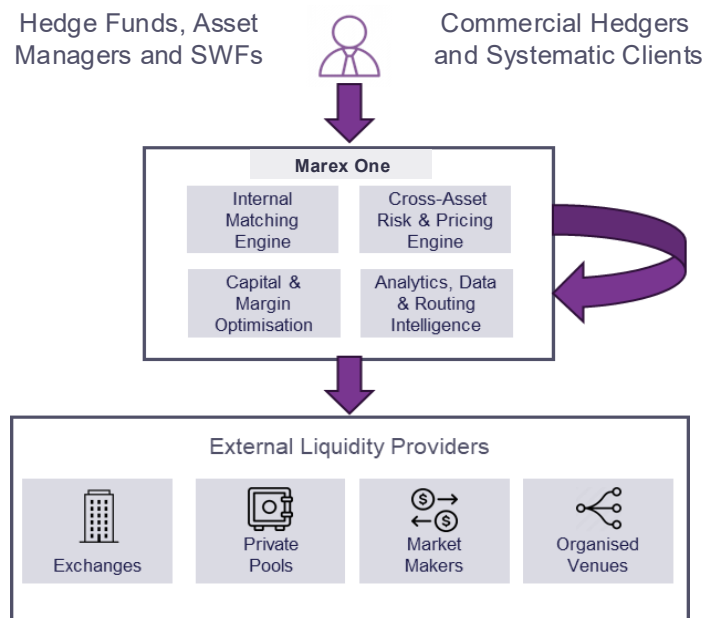 Hedge Funds, Asset
Managers and SWFs
Commercial Hedgers
and Systematic Clients
Marex One
Internal
Matching
Engine
Cross-Asset
Risk & Pricing
Engine
Capital &
Margin
Optimisation
Analytics, Data
& Routing
Intelligence
External Liquidity Providers
Exchanges
Private
Pools
$
$
Market
Makers
Organised
Venues